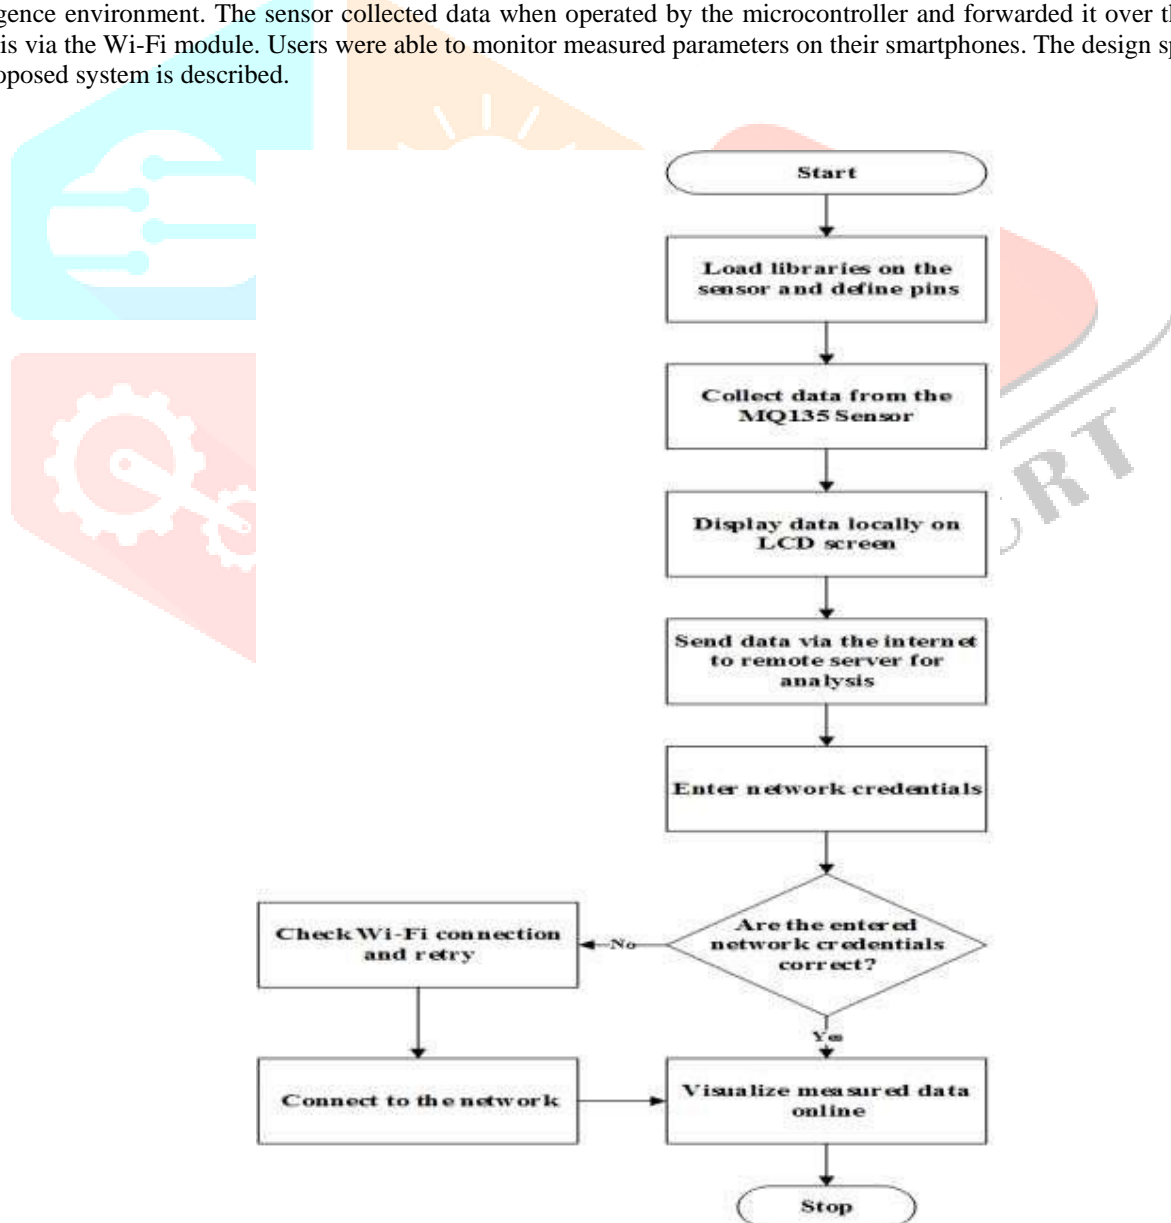 gence environment. The sensor collected data when operated by the microcontroller and forwarded it over th
is via the Wi-Fi module. Users were able to monitor measured parameters on their smartphones. The design sp
oposed system is described.
Start
Load libraries on the
sensor and define pins
Collect data from the
MQ135 Sensor
Display data locally on
LCD screen
Send data via the internet
to remote server for
analysis
Enter network credentials
Are the entered
network credentials
correct?
No
Check Wi-Fi connection
and retry
Yes
Connect to the network
Visualize measured data
online
Stop